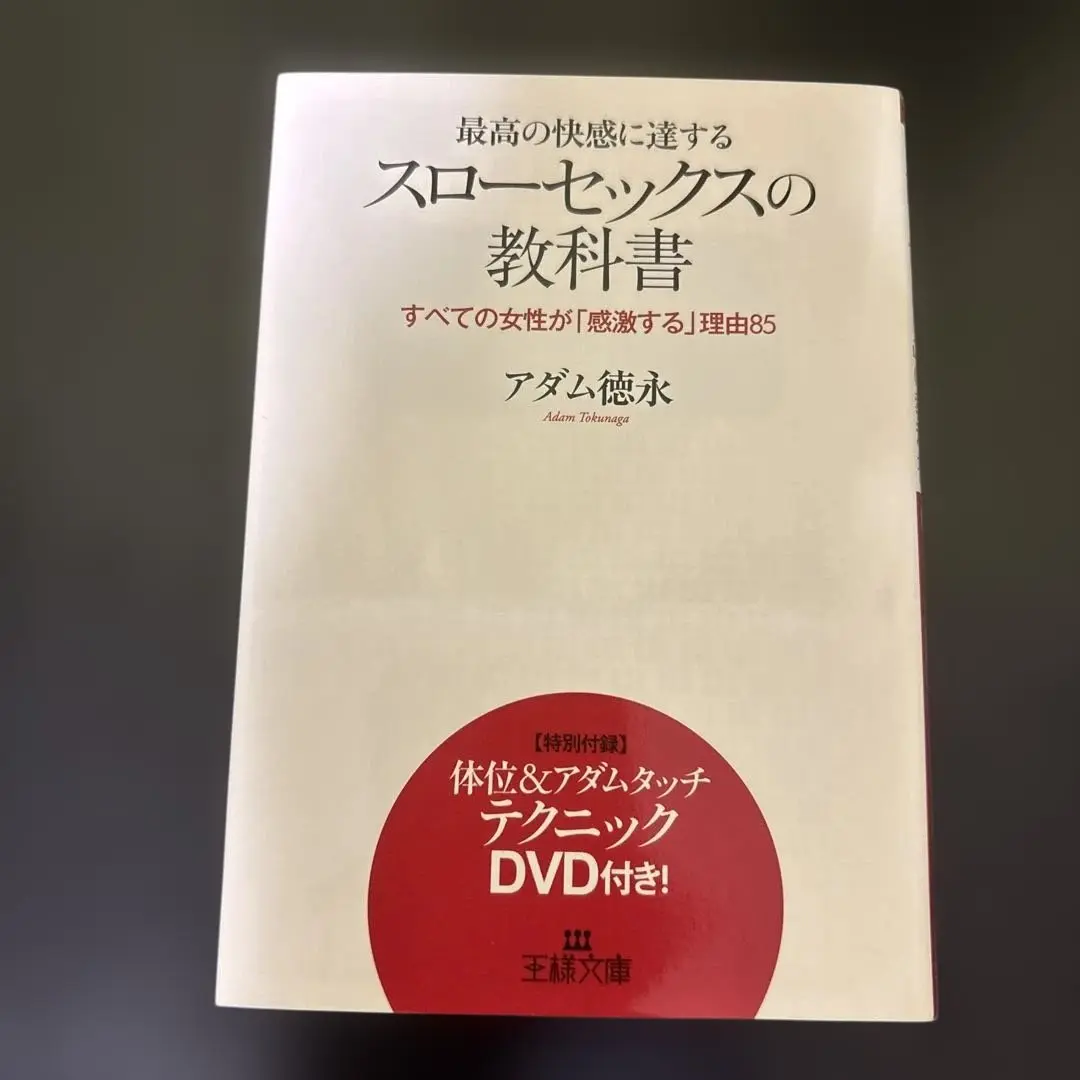 最高の快感に達する
スローセックスの
教科書
すべての女性が「感激する」理由85
アダム徳永
Adam Tokunaga
【特別付録】
体位&アダムタッチ
テクニック
DVD付き!
王様文庫